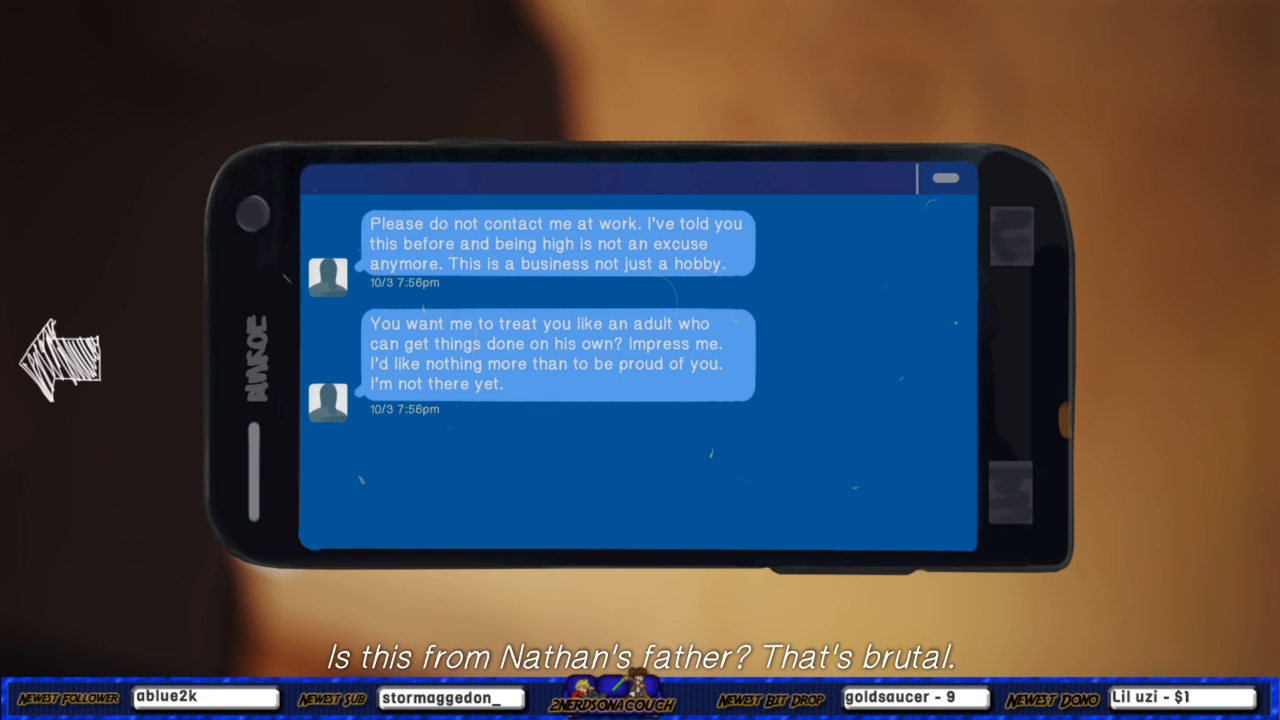 Please do not contact me at work. I've told you
this before and being high is not an excuse
anymore. This is a business not just a hobby.
10/3 7:56pm
You want me to treat you like an adult who
can get things done on his own? Impress me.
I'd like nothing more than to be proud of you.
I'm not there yet.
10/3 7:56pm
Is this from Nathan's father? That's brutal.
NEWEST FOLLOWER ablue2k NEWEST SUB stormaggedon_ 2NERDSONACOUCH NEWEST BIT DROP goldsaucer - 9 NEWEST DONO Lil uzi - $1